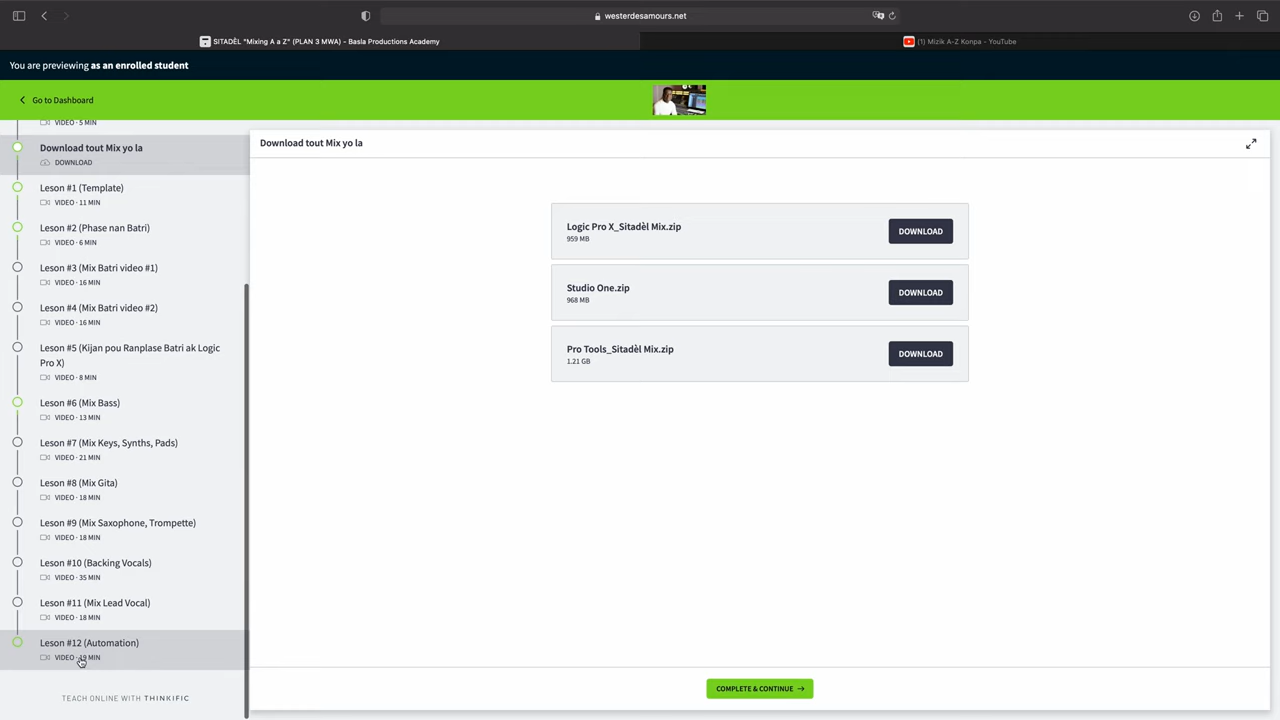 westerdesamours.net
SITADÈL "Mixing A a Z" (PLAN 3 MWA) - Basla Productions Academy
(1) Mizik A-Z Konpa - YouTube
You are previewing as an enrolled student
Go to Dashboard
VIDEO · 5 MIN
Download tout Mix yo la
DOWNLOAD
Leson #1 (Template)
VIDEO · 11 MIN
Leson #2 (Phase nan Batri)
VIDEO · 6 MIN
Leson #3 (Mix Batri video #1)
VIDEO · 16 MIN
Leson #4 (Mix Batri video #2)
VIDEO · 16 MIN
Leson #5 (Kijan pou Ranplase Batri ak Logic
Pro X)
VIDEO · 8 MIN
Leson #6 (Mix Bass)
VIDEO · 13 MIN
Leson #7 (Mix Keys, Synths, Pads)
VIDEO · 21 MIN
Leson #8 (Mix Gita)
VIDEO · 18 MIN
Leson #9 (Mix Saxophone, Trompette)
VIDEO · 18 MIN
Leson #10 (Backing Vocals)
VIDEO · 35 MIN
Leson #11 (Mix Lead Vocal)
VIDEO · 18 MIN
Leson #12 (Automation)
VIDEO · 19 MIN
TEACH ONLINE WITH THINKIFIC
Download tout Mix yo la
Logic Pro X_Sitadèl Mix.zip
959 MB
DOWNLOAD
Studio One.zip
968 MB
DOWNLOAD
Pro Tools_Sitadèl Mix.zip
1.21 GB
DOWNLOAD
COMPLETE & CONTINUE →